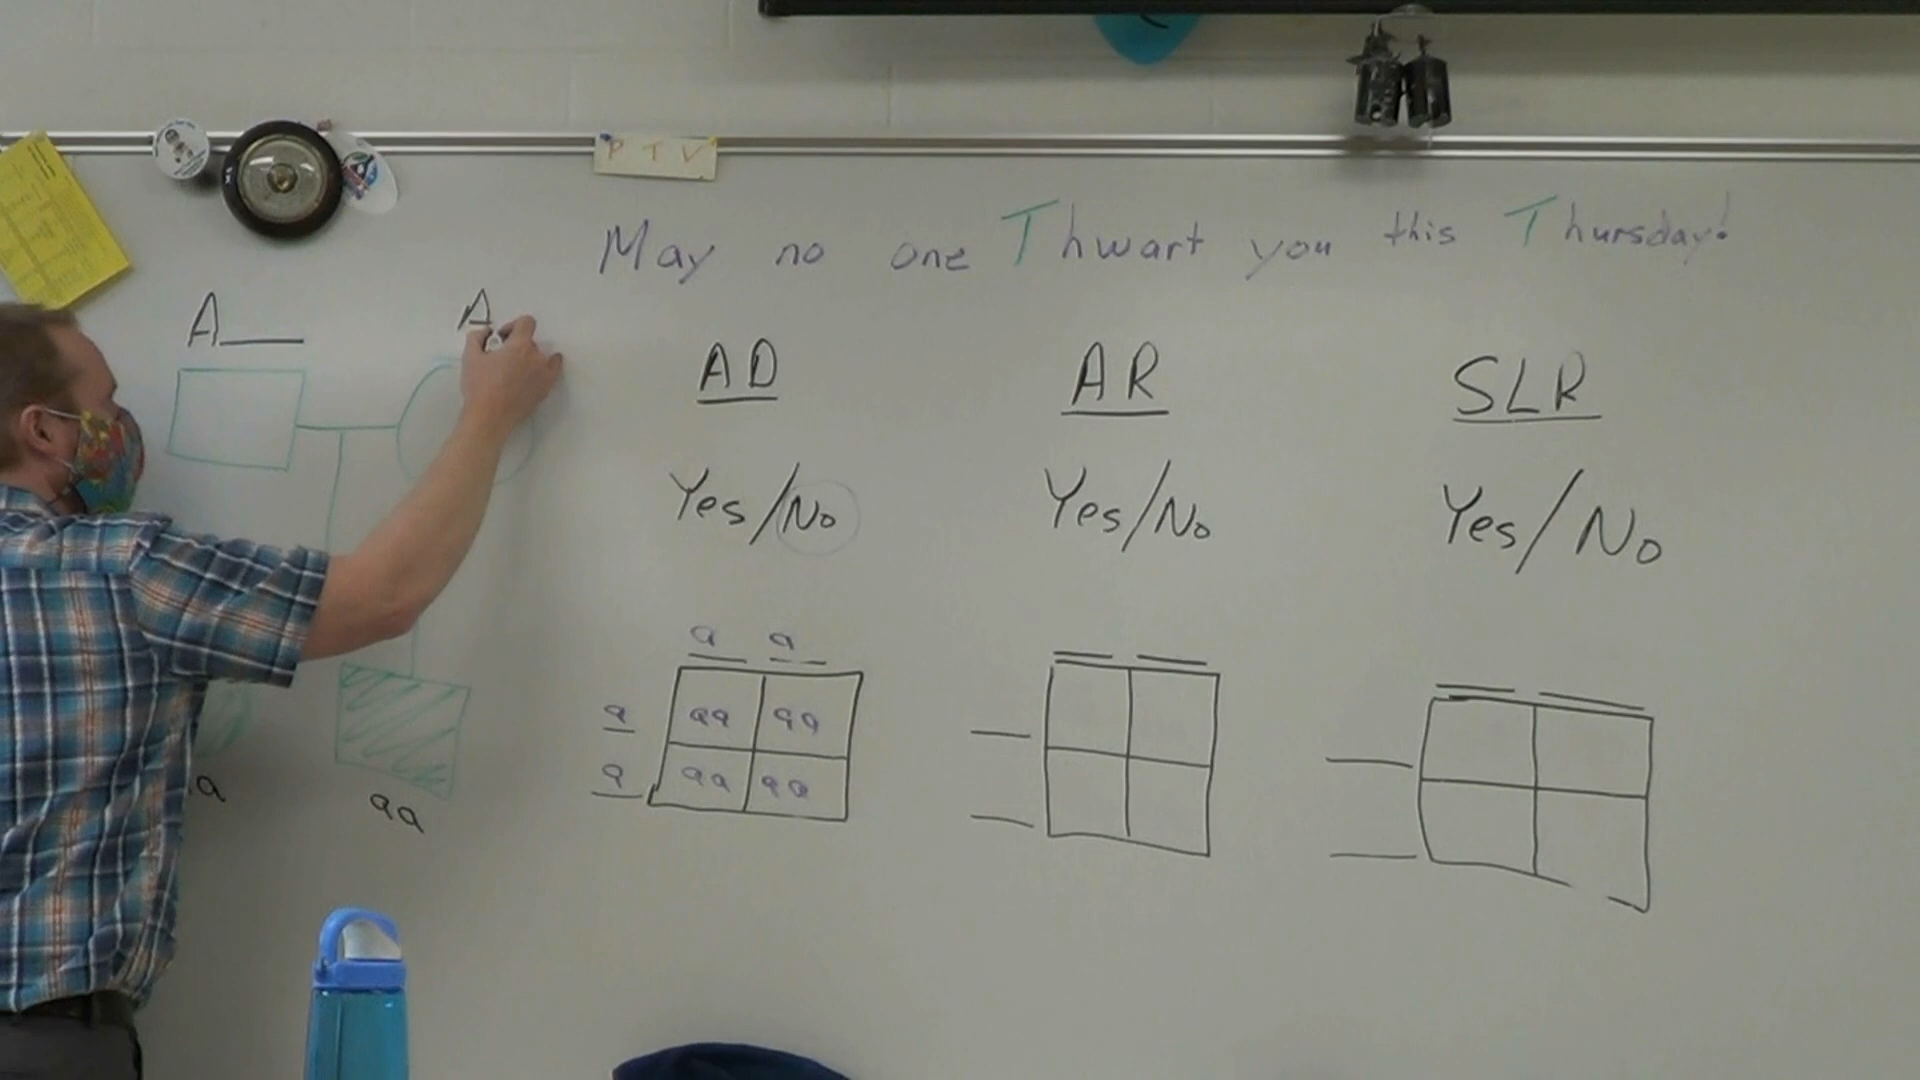 P T V
May no one Thwart you this Thursday!
A__ A
AD AR SLR
Yes/No Yes/No Yes/No
a a
a aa aa
a aa aa
a aa